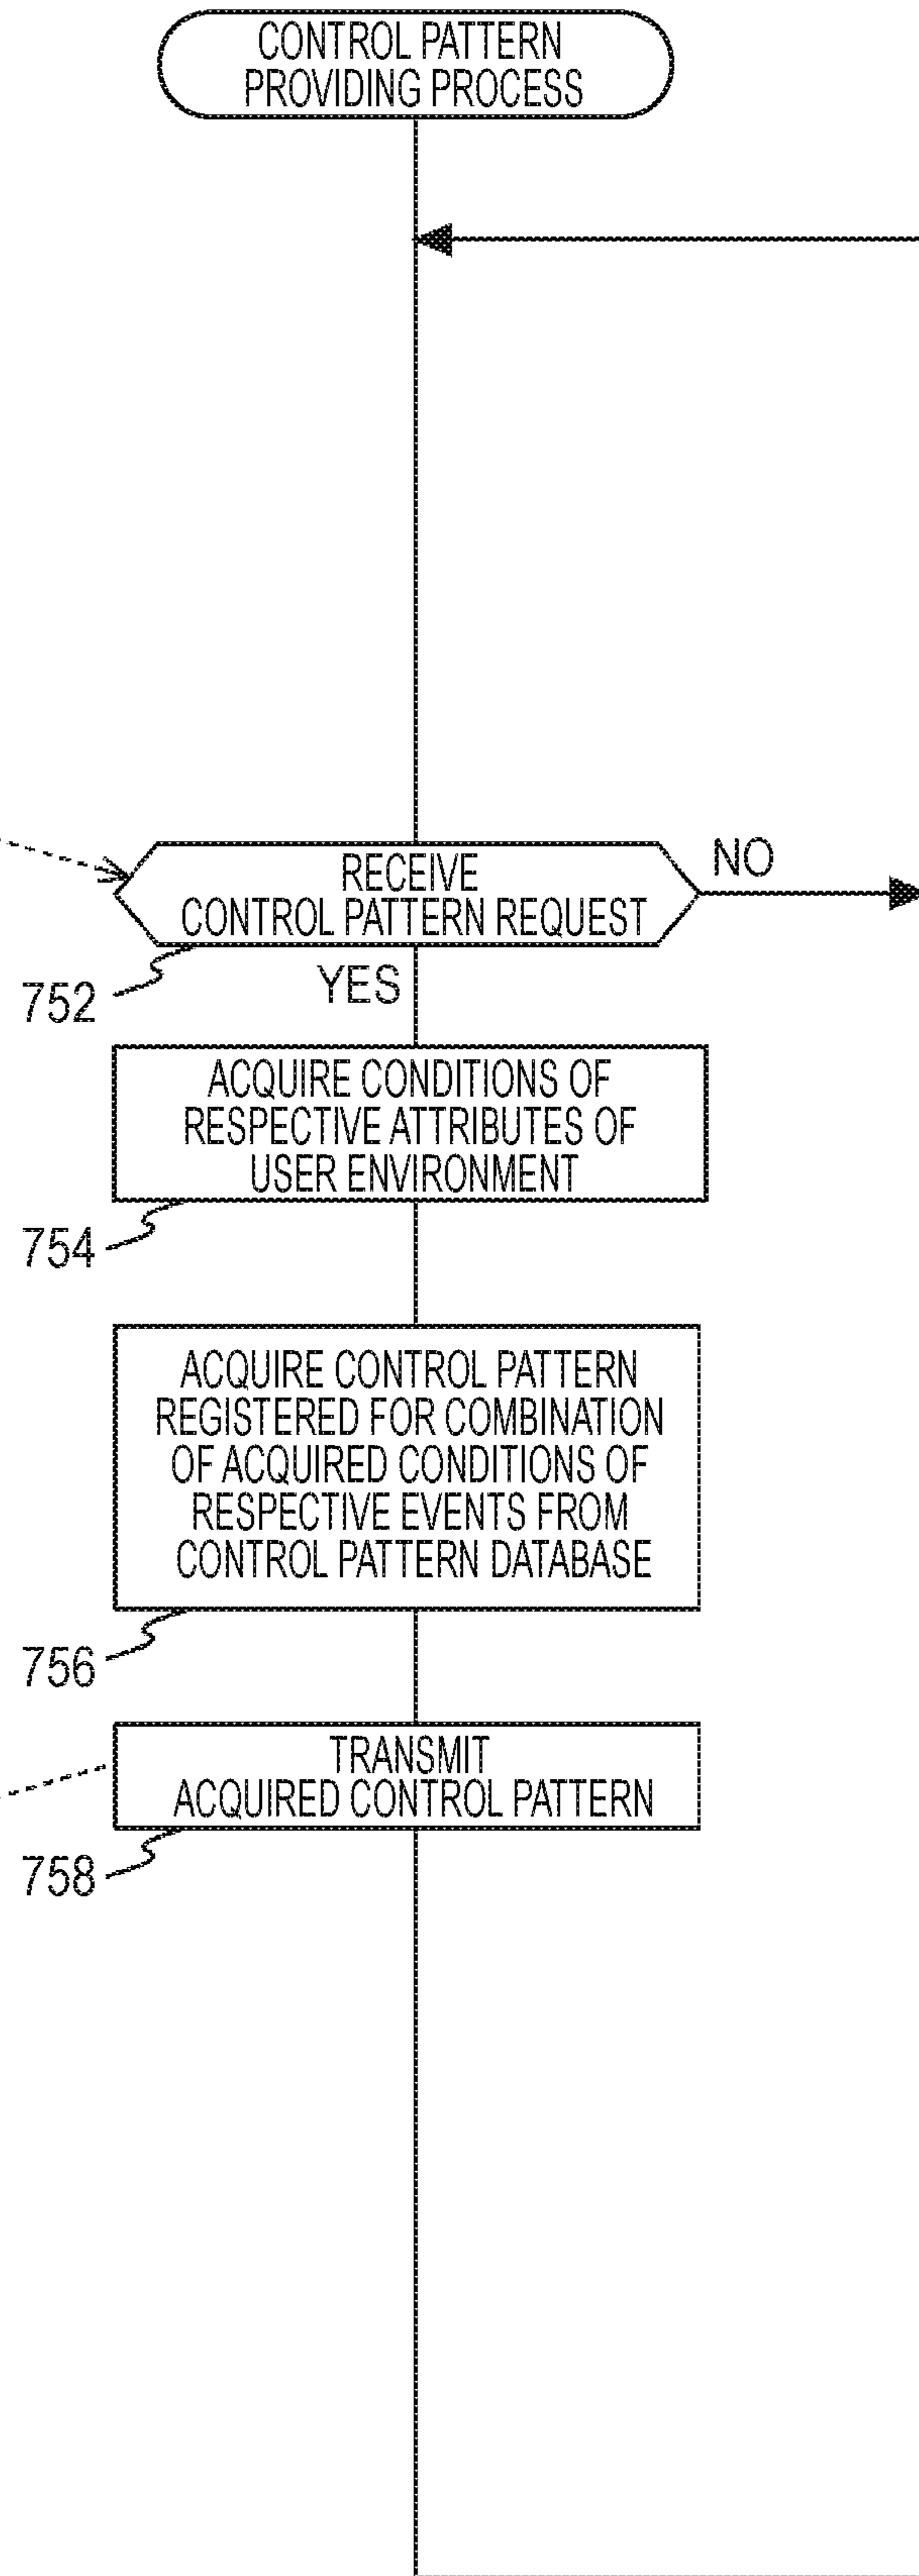 CONTROL PATTERN
PROVIDING PROCESS
RECEIVE
CONTROL PATTERN REQUEST
NO
752
YES
ACQUIRE CONDITIONS OF
RESPECTIVE ATTRIBUTES OF
USER ENVIRONMENT
754
ACQUIRE CONTROL PATTERN
REGISTERED FOR COMBINATION
OF ACQUIRED CONDITIONS OF
RESPECTIVE EVENTS FROM
CONTROL PATTERN DATABASE
756
TRANSMIT
ACQUIRED CONTROL PATTERN
758